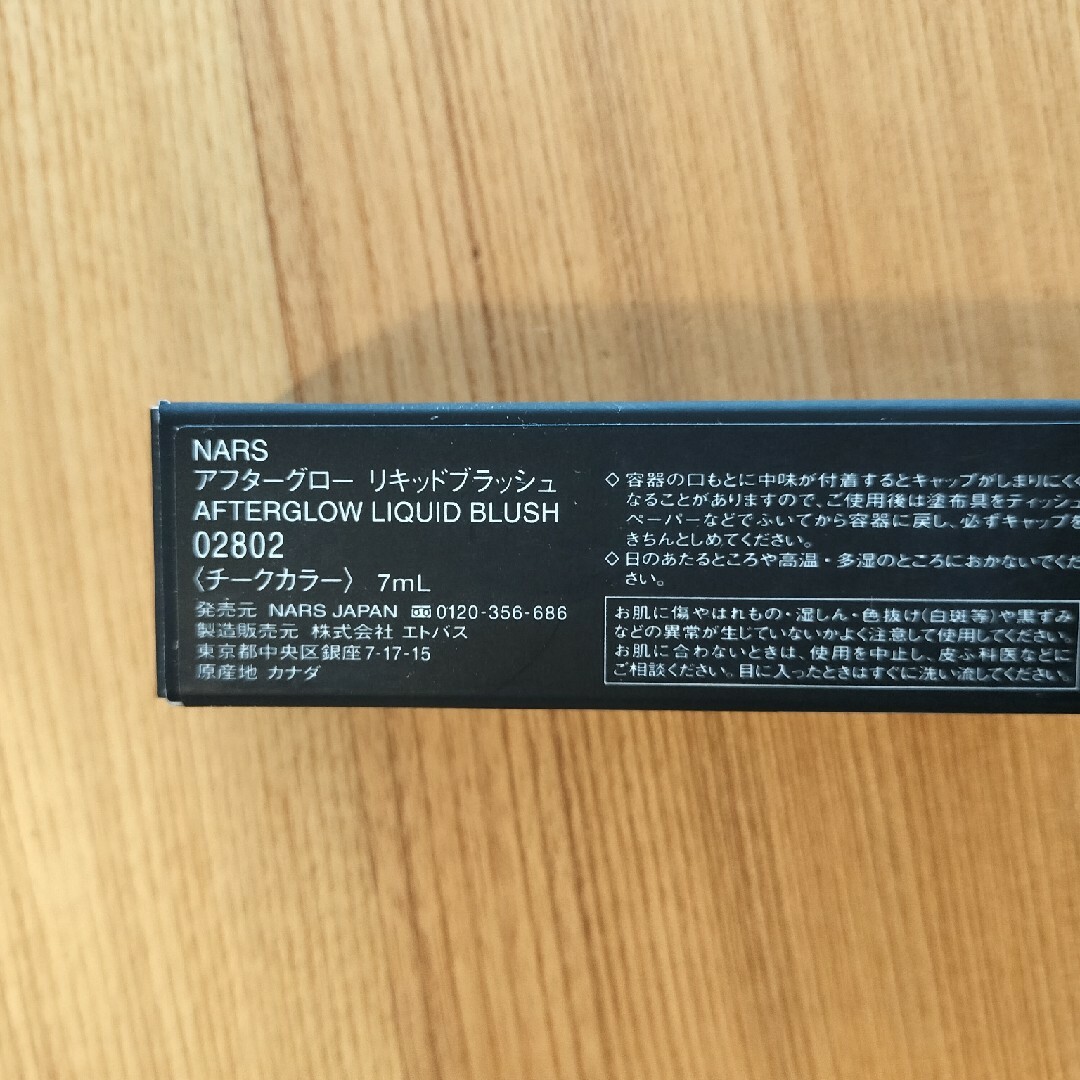 NARS
アフターグロー リキッドブラッシュ
AFTERGLOW LIQUID BLUSH
02802
〈チークカラー〉 7mL
発売元 NARS JAPAN 0120-356-686
製造販売元 株式会社 エトバス
東京都中央区銀座7-17-15
原産地 カナダ
◇容器の口もとに中味が付着するとキャップがしまりにくく
なることがありますので、ご使用後は塗布具をティッシュ
ペーパーなどでふいてから容器に戻し、必ずキャップを
きちんとしめてください。
◇日のあたるところや高温・多湿のところにおかないでくだ
さい。
お肌に傷やはれもの・湿しん・色抜け(白斑等)や黒ずみ
などの異常が生じていないかよく注意して使用してください。
お肌に合わないときは、使用を中止し、皮ふ科医などに
ご相談ください。目に入ったときはすぐに洗い流してください。